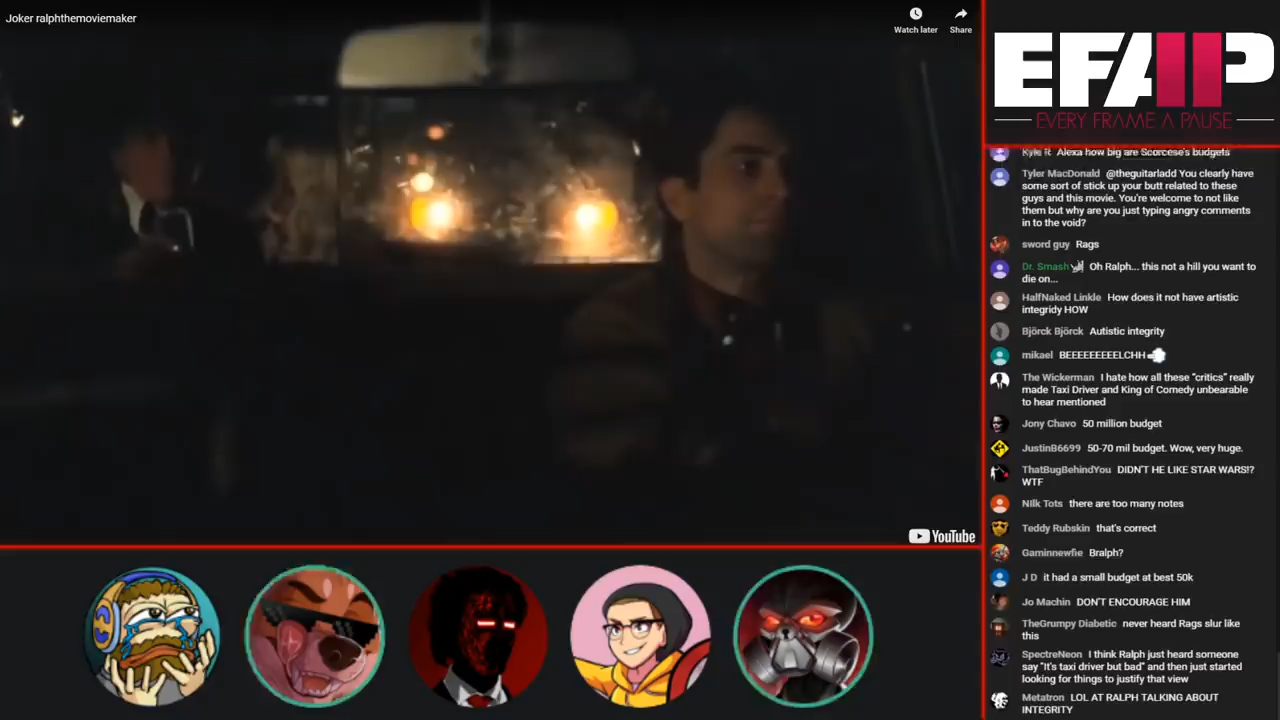 Joker ralphthemoviemaker
Watch later
Share
YouTube
EFAP
EVERY FRAME A PAUSE
Kyle R Alexa how big are Scorcese's budgets
Tyler MacDonald @theguitarladd You clearly have
some sort of stick up your butt related to these
guys and this movie. You're welcome to not like
them but why are you just typing angry comments
in to the void?
sword guy Rags
Dr. Smash Oh Ralph... this not a hill you want to
die on...
HalfNaked Linkle How does it not have artistic
integridy HOW
Björck Björck Autistic integrity
mikael BEEEEEEEEELCHH
The Wickerman I hate how all these “critics” really
made Taxi Driver and King of Comedy unbearable
to hear mentioned
Jony Chavo 50 million budget
JustinB6699 50-70 mil budget. Wow, very huge.
ThatBugBehindYou DIDN'T HE LIKE STAR WARS!?
WTF
NIlk Tots there are too many notes
Teddy Rubskin that's correct
Gaminnewfie Bralph?
J D it had a small budget at best 50k
Jo Machin DON'T ENCOURAGE HIM
TheGrumpy Diabetic never heard Rags slur like
this
SpectreNeon I think Ralph just heard someone
say “It's taxi driver but bad” and then just started
looking for things to justify that view
Metatron LOL AT RALPH TALKING ABOUT
INTEGRITY